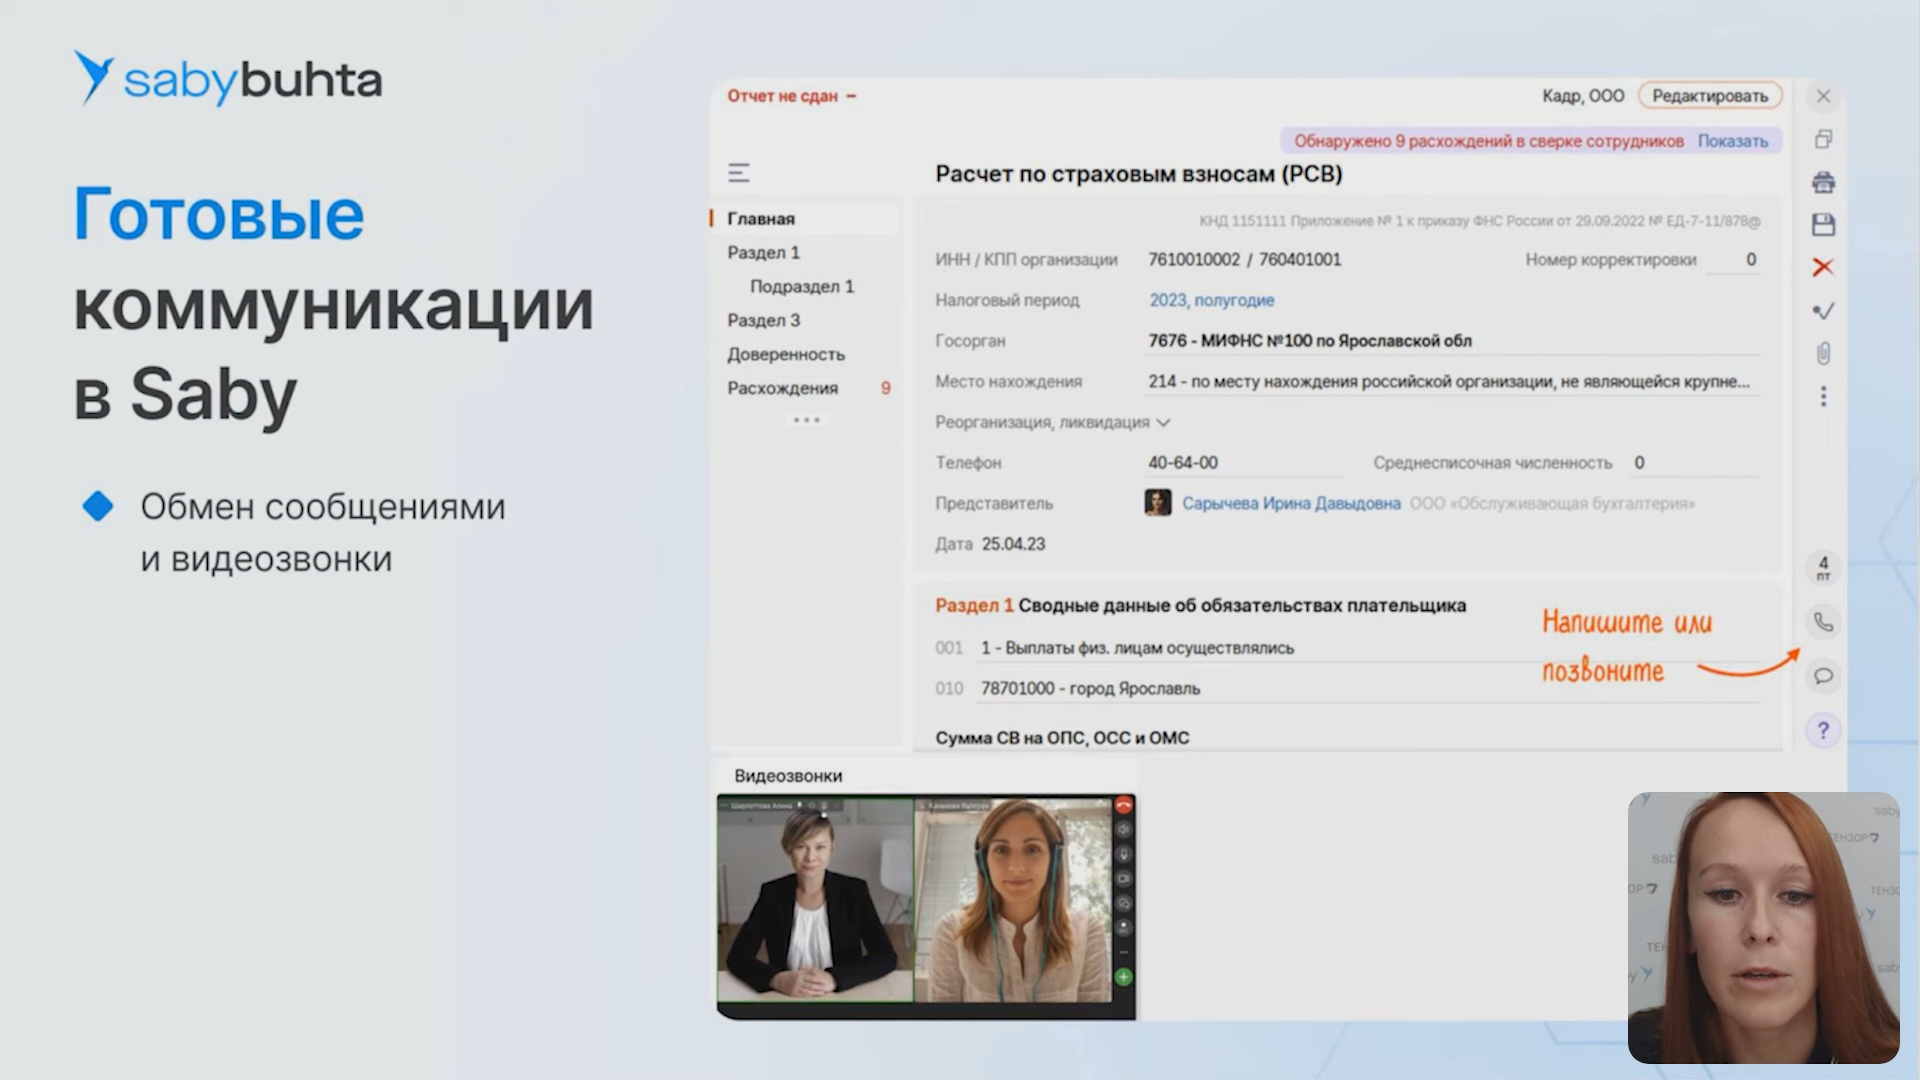 sabybuhta
Готовые
коммуникации
в Saby
Обмен сообщениями
и видеозвонки
Отчет не сдан
Кадр, ООО
Редактировать
Обнаружено 9 расхождений в сверке сотрудников Показать
Расчет по страховым взносам (РСВ)
Главная
Раздел 1
Подраздел 1
Раздел 3
Доверенность
Расхождения 9
КНД 1151111 Приложение № 1 к приказу ФНС России от 29.09.2022 № ЕД-7-11/878@
ИНН / КПП организации 7610010002 / 760401001 Номер корректировки 0
Налоговый период 2023, полугодие
Госорган 7676 - МИФНС №100 по Ярославской обл
Место нахождения 214 - по месту нахождения российской организации, не являющейся крупне...
Реорганизация, ликвидация
Телефон 40-64-00 Среднесписочная численность 0
Представитель Сарычева Ирина Давыдовна ООО «Обслуживающая бухгалтерия»
Дата 25.04.23
Раздел 1 Сводные данные об обязательствах плательщика
001 1 - Выплаты физ. лицам осуществлялись
010 78701000 - город Ярославль
Сумма СВ на ОПС, ОСС и ОМС
4
пт
Напишите или
позвоните
?
Видеозвонки
Шарлоттова Алина
saby
ТЕНЗОР